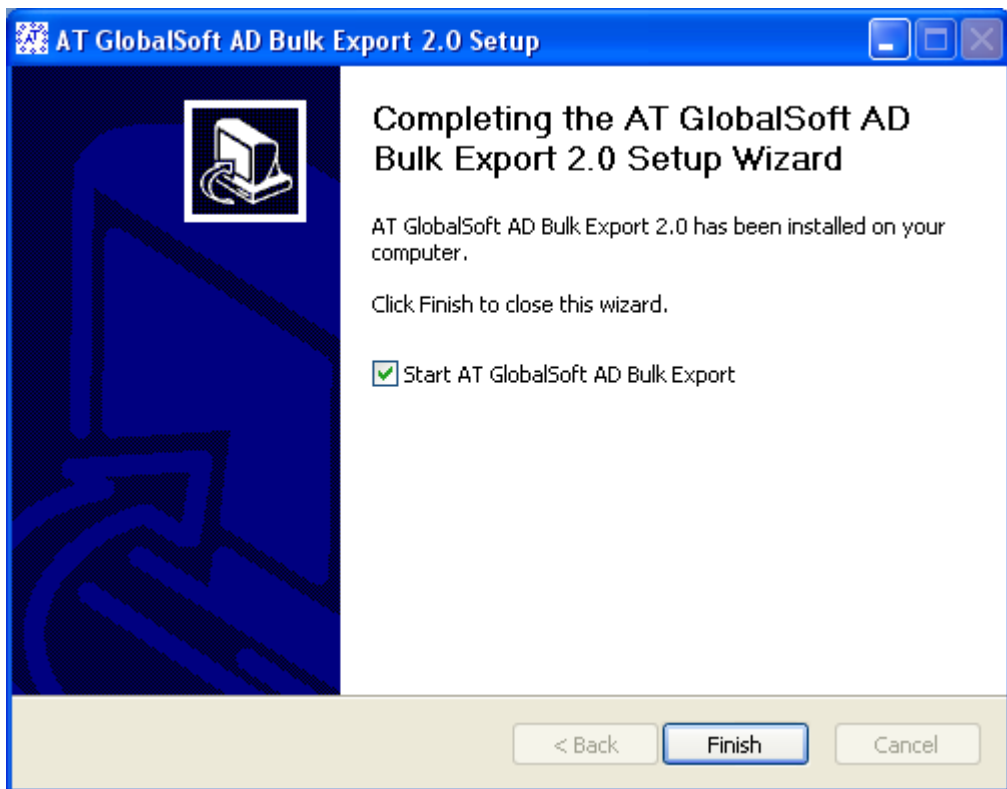 AT GlobalSoft AD Bulk Export 2.0 Setup
Completing the AT GlobalSoft AD
Bulk Export 2.0 Setup Wizard
AT GlobalSoft AD Bulk Export 2.0 has been installed on your
computer.
Click Finish to close this wizard.
Start AT GlobalSoft AD Bulk Export
< Back
Finish
Cancel